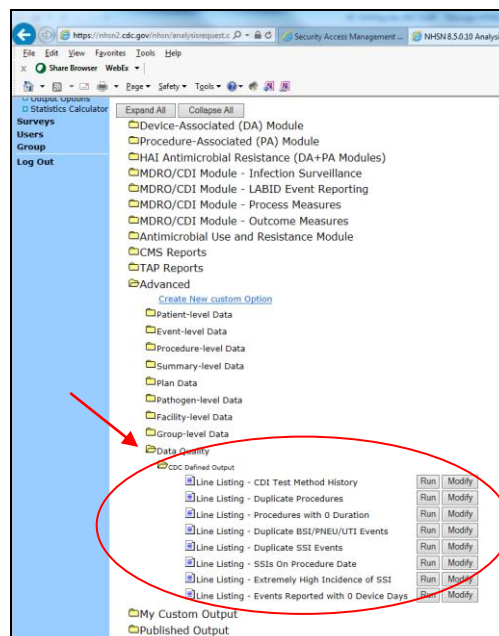 https://nhsn2.cdc.gov/nhsn/analysisrequest.c
Security Access Management ...
NHSN 8.5.0.10 Analysi
File Edit View Favorites Tools Help
x Share Browser WebEx
Page Safety Tools
Output Options
Statistics Calculator
Surveys
Users
Group
Log Out
Expand All Collapse All
Device-Associated (DA) Module
Procedure-Associated (PA) Module
HAI Antimicrobial Resistance (DA+PA Modules)
MDRO/CDI Module - Infection Surveillance
MDRO/CDI Module - LABID Event Reporting
MDRO/CDI Module - Process Measures
MDRO/CDI Module - Outcome Measures
Antimicrobial Use and Resistance Module
CMS Reports
TAP Reports
Advanced
Create New custom Option
Patient-level Data
Event-level Data
Procedure-level Data
Summary-level Data
Plan Data
Pathogen-level Data
Facility-level Data
Group-level Data
Data Quality
CDC Defined Output
Line Listing - CDI Test Method History Run Modify
Line Listing - Duplicate Procedures Run Modify
Line Listing - Procedures with 0 Duration Run Modify
Line Listing - Duplicate BSI/PNEU/UTI Events Run Modify
Line Listing - Duplicate SSI Events Run Modify
Line Listing - SSIs On Procedure Date Run Modify
Line Listing - Extremely High Incidence of SSI Run Modify
Line Listing - Events Reported with 0 Device Days Run Modify
My Custom Output
Published Output